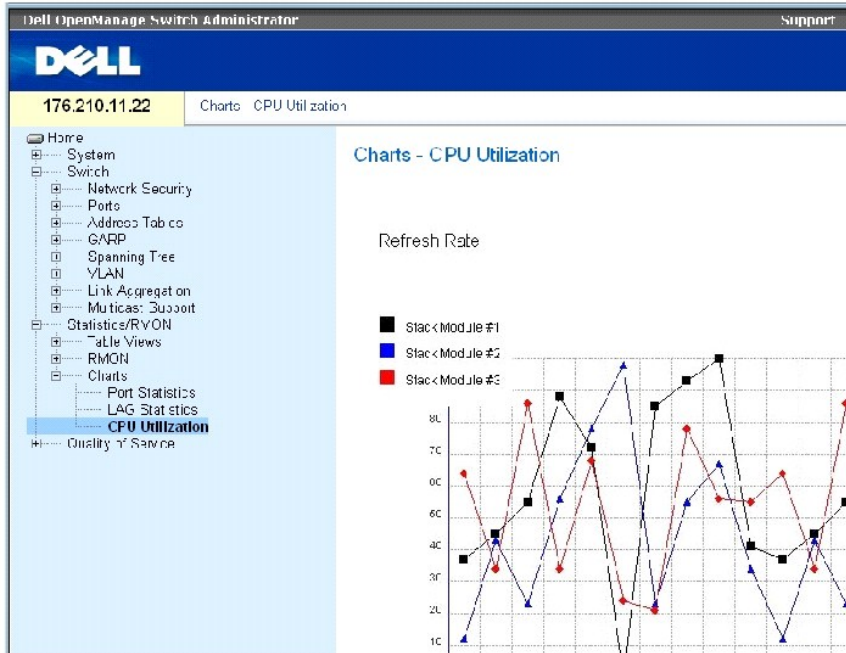 Dell OpenManage Switch Administrator
Support
DELL
176.210.11.22
Charts CPU Utilization
Home
System
Switch
Network Security
Ports
Address Tables
GARP
Spanning Tree
VLAN
Link Aggregation
Multicast Support
Statistics/RMON
Table Views
RMON
Charts
Port Statistics
LAG Statistics
CPU Utilization
Quality of Service
Charts - CPU Utilization
Refresh Rate
Stack Module #1
Stack Module #2
Stack Module #3
80
70
60
50
40
30
20
10